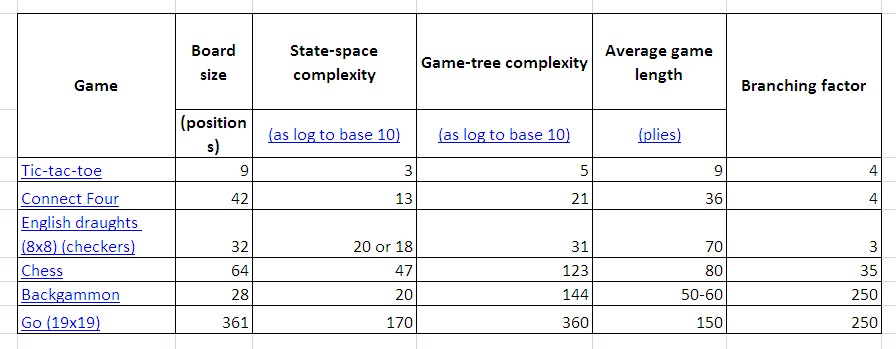 Game Board size State-space complexity Game-tree complexity Average game length Branching factor
(positions) (as log to base 10) (as log to base 10) (plies)
Tic-tac-toe 9 3 5 9 4
Connect Four 42 13 21 36 4
English draughts
(8x8) (checkers) 32 20 or 18 31 70 3
Chess 64 47 123 80 35
Backgammon 28 20 144 50-60 250
Go (19x19) 361 170 360 150 250